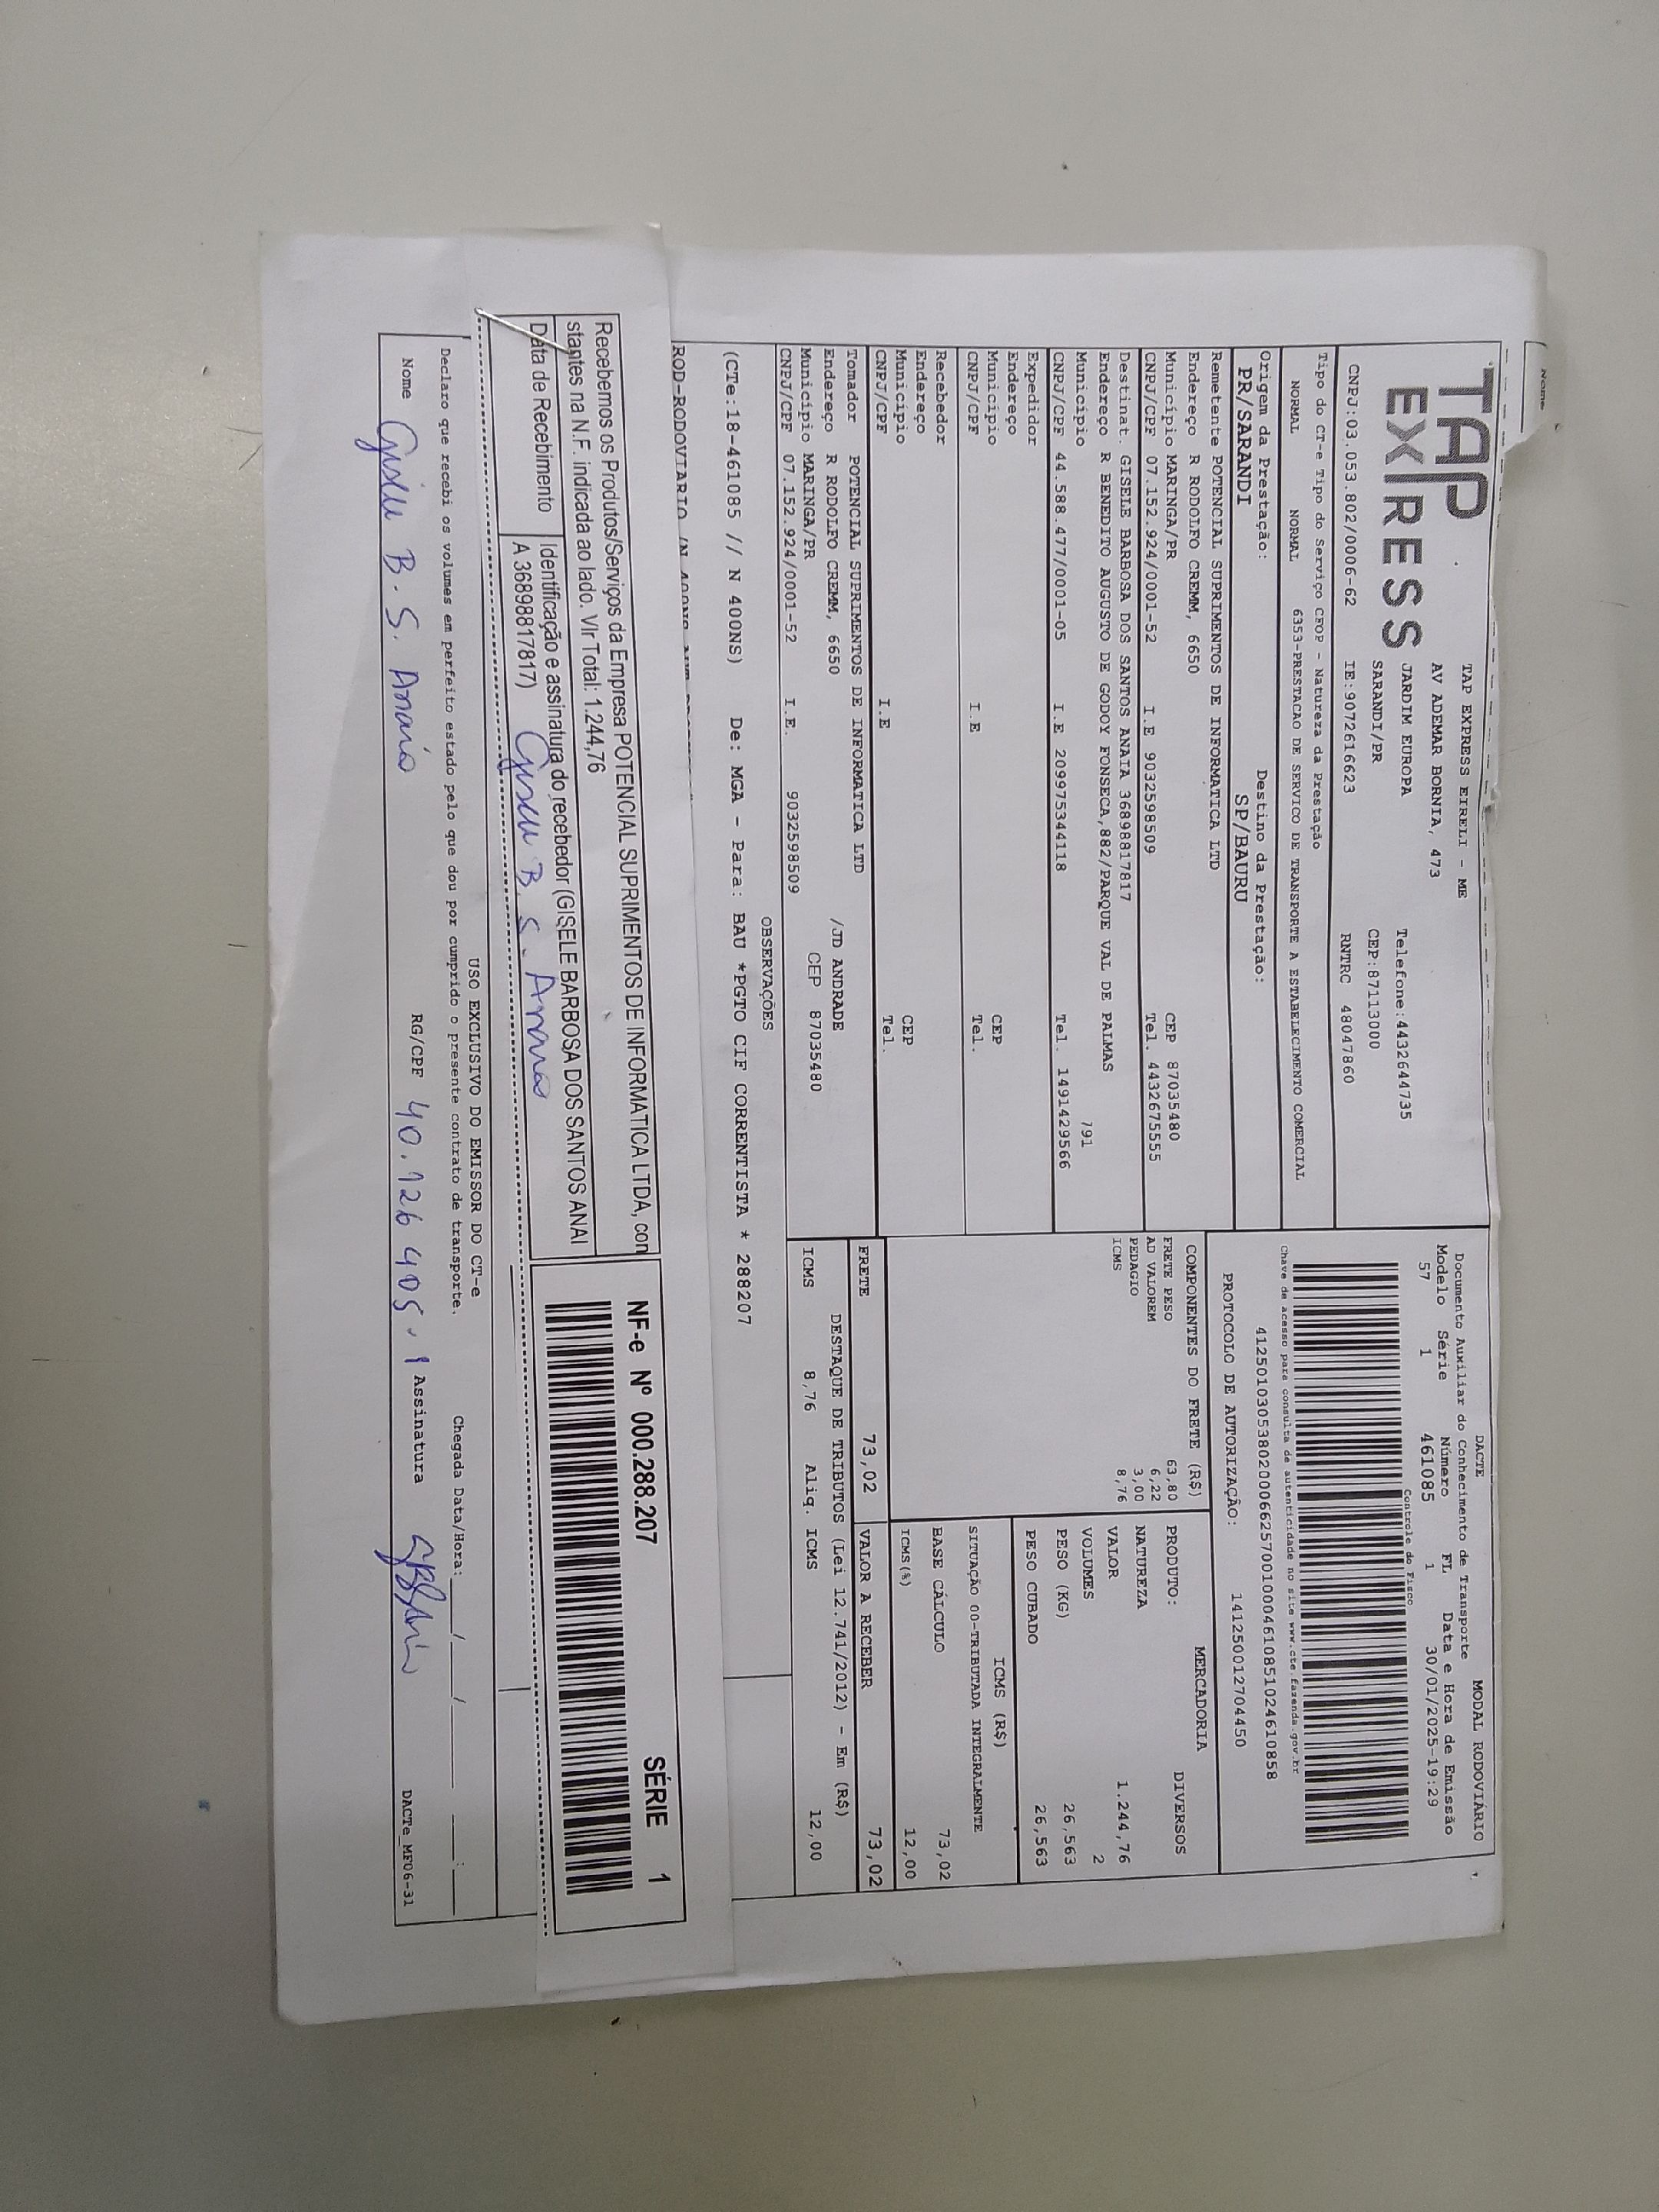 Nome
TAP
EXPRESS
TAP EXPRESS EIRELI - ME
AV ADEMAR BORNIA, 473
JARDIM EUROPA Telefone:4432644735
SARANDI/PR CEP:87113000
CNPJ:03.053.802/0006-62 IE:9072616623 RNTRC 48047860
Tipo do CT-e Tipo do Serviço CFOP - Natureza da Prestação
NORMAL NORMAL 6353-PRESTACAO DE SERVICO DE TRANSPORTE A ESTABELECIMENTO COMERCIAL
Origem da Prestação: Destino da Prestação:
PR/SARANDI SP/BAURU
DACTE MODAL RODOVIÁRIO
Documento Auxiliar do Conhecimento de Transporte
Modelo Série Número FL Data e Hora de Emissão
57 1 461085 1 30/01/2025-19:29
Controle do Fisco
Chave de acesso para consulta de autenticidade no site www.cte.fazenda.gov.br
41250103053802000662570010004610851024610858
PROTOCOLO DE AUTORIZAÇÃO: 141250012704450
Remetente POTENCIAL SUPRIMENTOS DE INFORMATICA LTD
Endereço R RODOLFO CREMM, 6650
Município MARINGA/PR CEP 87035480
CNPJ/CPF 07.152.924/0001-52 I.E 9032598509 Tel. 4432675555
Destinat. GISELE BARBOSA DOS SANTOS ANAIA 36898817817
Endereço R BENEDITO AUGUSTO DE GODOY FONSECA,882/PARQUE VAL DE PALMAS
Município 791
CNPJ/CPF 44.588.477/0001-05 I.E 209975344118 Tel. 1491429566
Expedidor
Endereço
Município CEP
CNPJ/CPF I.E Tel.
Recebedor
Endereço
Município CEP
CNPJ/CPF I.E Tel.
Tomador POTENCIAL SUPRIMENTOS DE INFORMATICA LTD
Endereço R RODOLFO CREMM, 6650 /JD ANDRADE
Município MARINGA/PR CEP 87035480
CNPJ/CPF 07.152.924/0001-52 I.E. 9032598509
COMPONENTES DO FRETE (R$)
FRETE PESO 63,80
AD VALOREM 6,22
PEDAGIO 3,00
ICMS 8,76
MERCADORIA
PRODUTO: DIVERSOS
NATUREZA
VALOR 1.244,76
VOLUMES 2
PESO (KG) 26,563
PESO CUBADO 26,563
ICMS (R$)
SITUAÇÃO 00-TRIBUTADA INTEGRALMENTE
BASE CÁLCULO 73,02
ICMS(%) 12,00
FRETE 73,02 VALOR A RECEBER 73,02
DESTAQUE DE TRIBUTOS (Lei 12.741/2012) - Em (R$)
ICMS 8,76 Aliq. ICMS 12,00
OBSERVAÇÕES
(CTe:18-461085 // N 400NS) De: MGA - Para: BAU *PGTO CIF CORRENTISTA * 288207
ROD-RODOVIARIO
Recebemos os Produtos/Serviços da Empresa POTENCIAL SUPRIMENTOS DE INFORMATICA LTDA, con
stantes na N.F. indicada ao lado. Vlr Total: 1.244,76
Data de Recebimento Identificação e assinatura do recebedor (GISELE BARBOSA DOS SANTOS ANAI
A 36898817817) Gisele B. S. Anaia
NF-e Nº 000.288.207 SÉRIE 1
USO EXCLUSIVO DO EMISSOR DO CT-e
Declaro que recebi os volumes em perfeito estado pelo que dou por cumprido o presente contrato de transporte. Chegada Data/Hora: ___/___/___ ___:___
Nome Gisele B. S. Anaia RG/CPF 40.126 405.1 Assinatura
DACTe_MF06-31